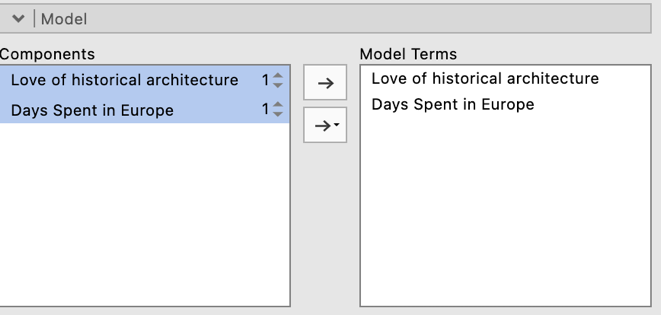 Model
Components
Love of historical architecture 1
Days Spent in Europe 1
Model Terms
Love of historical architecture
Days Spent in Europe